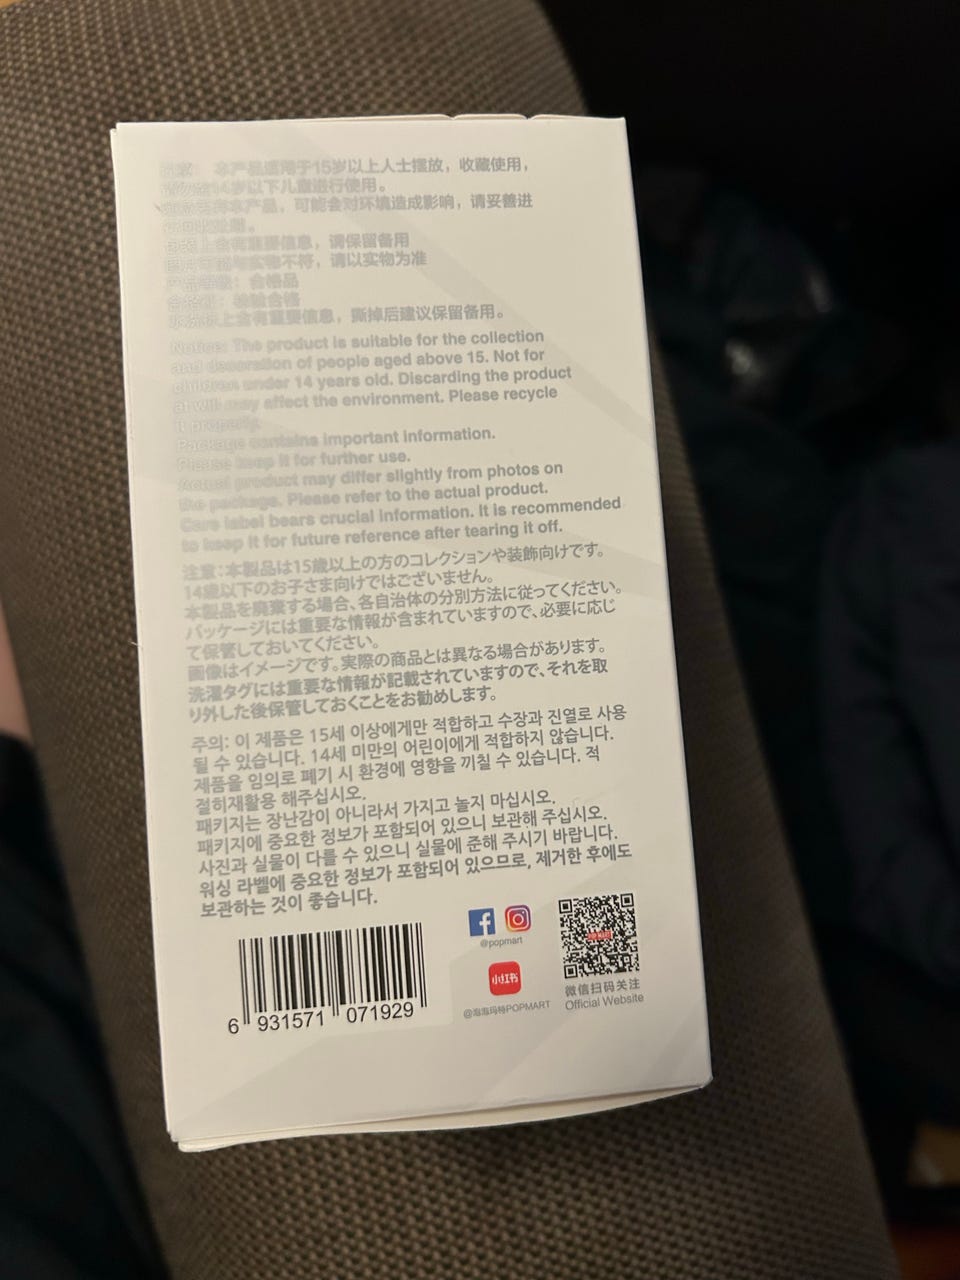 本产品适用于15岁以上人士摆放，收藏使用，
14岁以下儿童进行使用。
本产品，可能会对环境造成影响，请妥善进
包装上含有重要信息，请保留备用
与实物不符，请以实物为准
产品等级：合格品
合格证：检验合格
水洗标上含有重要信息，撕掉后建议保留备用。
Notice: The product is suitable for the collection
and decoration of people aged above 15. Not for
children under 14 years old. Discarding the product
at will may affect the environment. Please recycle
it properly.
Package contains important information.
Please keep it for further use.
Actual product may differ slightly from photos on
the package. Please refer to the actual product.
Care label bears crucial information. It is recommended
to keep it for future reference after tearing it off.
注意：本製品は15歳以上の方のコレクションや装飾向けです。
14歳以下のお子さま向けではございません。
本製品を廃棄する場合、各自治体の分別方法に従ってください。
パッケージには重要な情報が含まれていますので、必要に応じ
て保管しておいてください。
画像はイメージです。実際の商品とは異なる場合があります。
洗濯タグには重要な情報が記載されていますので、それを取
り外した後保管しておくことをお勧めします。
주의: 이 제품은 15세 이상에게만 적합하고 수장과 진열로 사용
될 수 있습니다. 14세 미만의 어린이에게 적합하지 않습니다.
제품을 임의로 폐기 시 환경에 영향을 끼칠 수 있습니다. 적
절히재활용 해주십시오.
패키지는 장난감이 아니라서 가지고 놀지 마십시오.
패키지에 중요한 정보가 포함되어 있으니 보관해 주십시오.
사진과 실물이 다를 수 있으니 실물에 준해 주시기 바랍니다.
워싱 라벨에 중요한 정보가 포함되어 있으므로, 제거한 후에도
보관하는 것이 좋습니다.
6 931571 071929
@popmart
小红书
@泡泡玛特POPMART
POP MART
微信扫码关注
Official Website